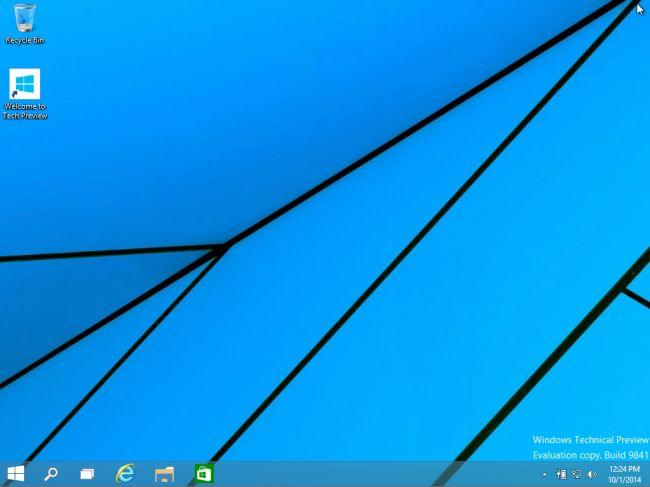 Recycle Bin
Welcome to
Tech Preview
Windows Technical Preview
Evaluation copy. Build 9841
12:24 PM
10/1/2014